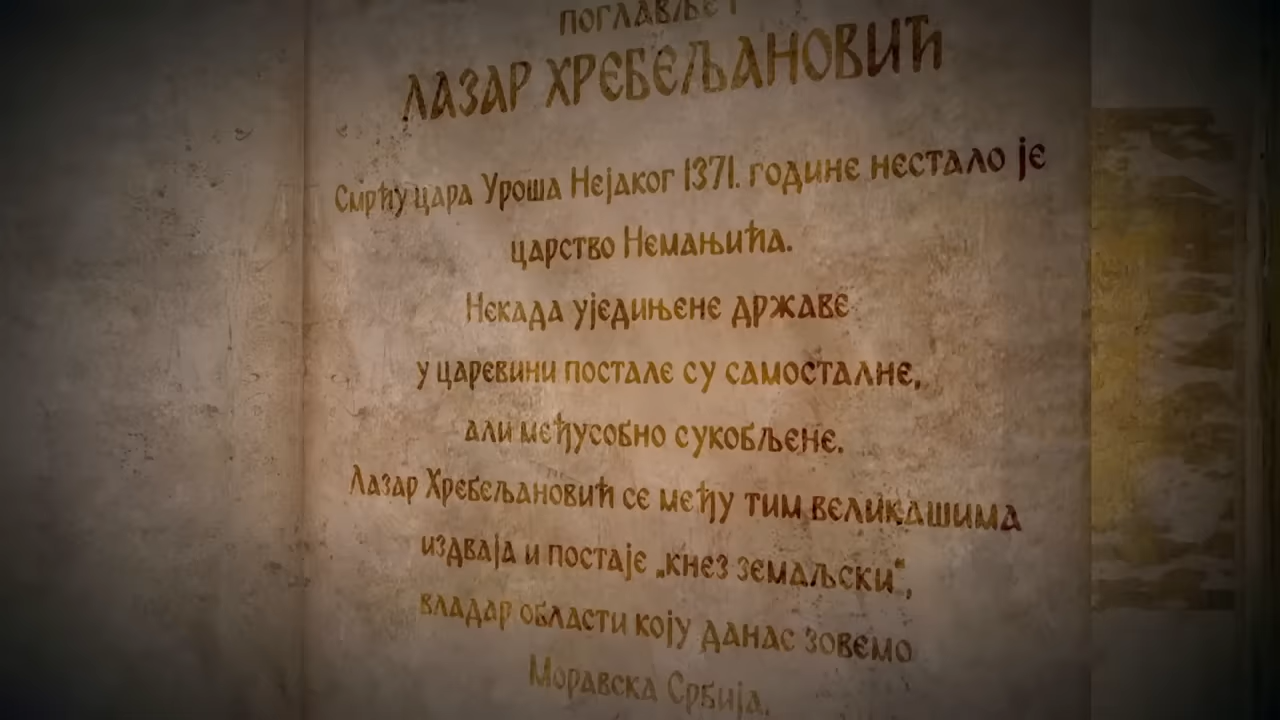 ПОГЛАВЉЕ I
ЛАЗАР ХРЕБЕЉАНОВИЋ
Смрћу цара Уроша Нејаког 1371. године нестало је
царство Немањића.
Некада уједињене државе
у царевини постале су самосталне,
али међусобно сукобљене.
Лазар Хребељановић се међу тим великашима
издваја и постаје „кнез земаљски“,
владар области коју данас зовемо
Моравска Србија.